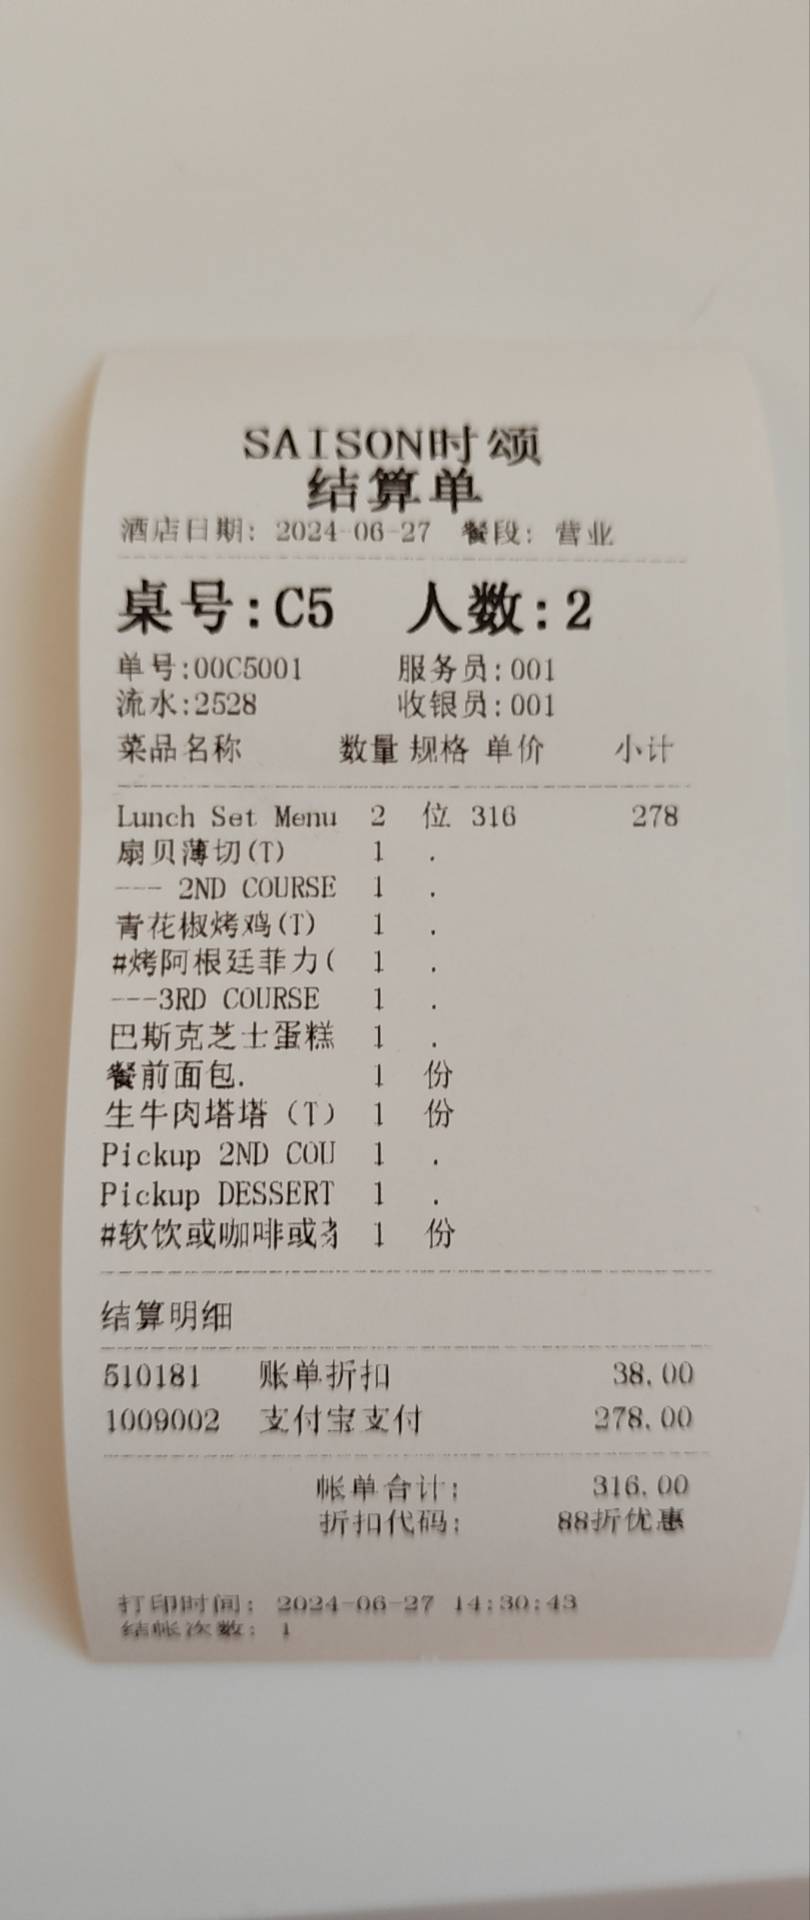 SAISON时颂
结算单
酒店日期: 2024-06-27 餐段: 营业
桌号:C5 人数:2
单号:00C5001 服务员:001
流水:2528 收银员:001
菜品名称 数量 规格 单价 小计
Lunch Set Menu 2 位 316 278
扇贝薄切(T) 1 .
--- 2ND COURSE 1 .
青花椒烤鸡(T) 1 .
#烤阿根廷菲力( 1 .
---3RD COURSE 1 .
巴斯克芝士蛋糕 1 .
餐前面包. 1 份
生牛肉塔塔（T） 1 份
Pickup 2ND COU 1 .
Pickup DESSERT 1 .
#软饮或咖啡或 1 份
结算明细
510181 账单折扣 38.00
1009002 支付宝支付 278.00
帐单合计: 316.00
折扣代码: 88折优惠
打印时间: 2024-06-27 14:30:43
结帐次数: 1